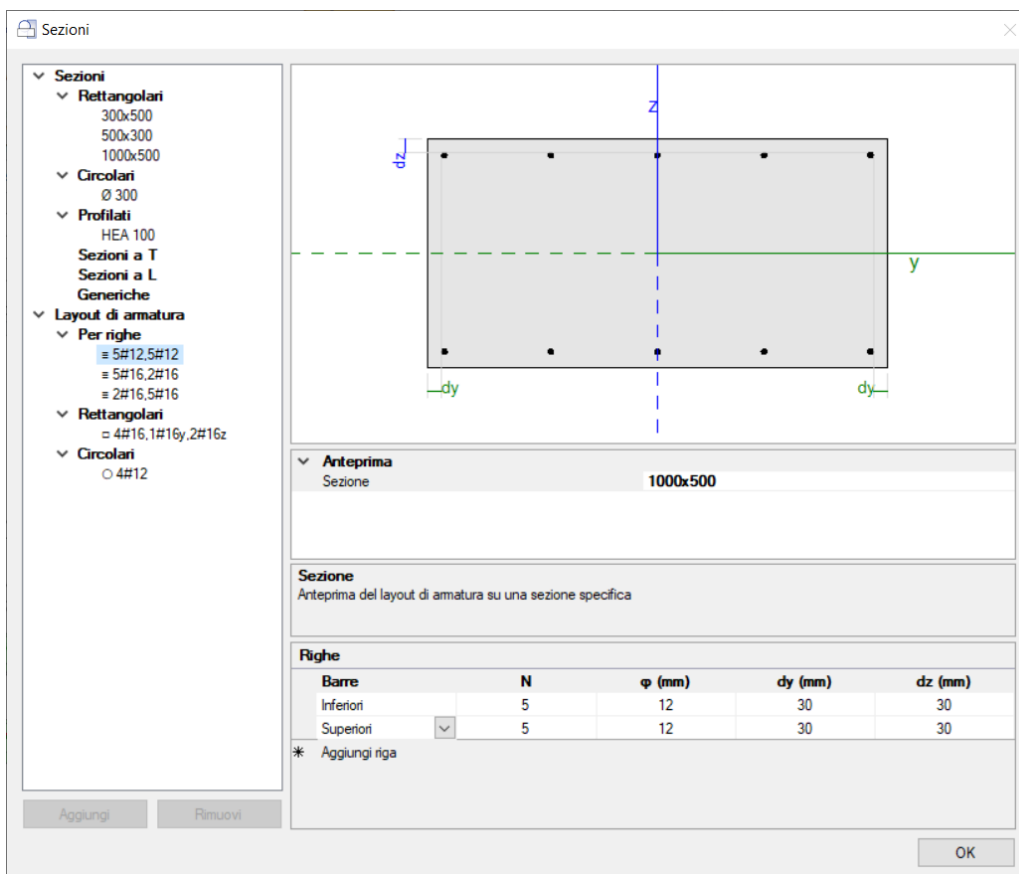 Sezioni
Sezioni
Rettangolari
300x500
500x300
1000x500
Circolari
Ø 300
Profilati
HEA 100
Sezioni a T
Sezioni a L
Generiche
Layout di armatura
Per righe
≡ 5#12,5#12
≡ 5#16,2#16
≡ 2#16,5#16
Rettangolari
□ 4#16,1#16y,2#16z
Circolari
○ 4#12
Aggiungi Rimuovi
z
dz
y
dy dy
Anteprima
Sezione 1000x500
Sezione
Anteprima del layout di armatura su una sezione specifica
Righe
Barre N φ (mm) dy (mm) dz (mm)
Inferiori 5 12 30 30
Superiori 5 12 30 30
* Aggiungi riga
OK